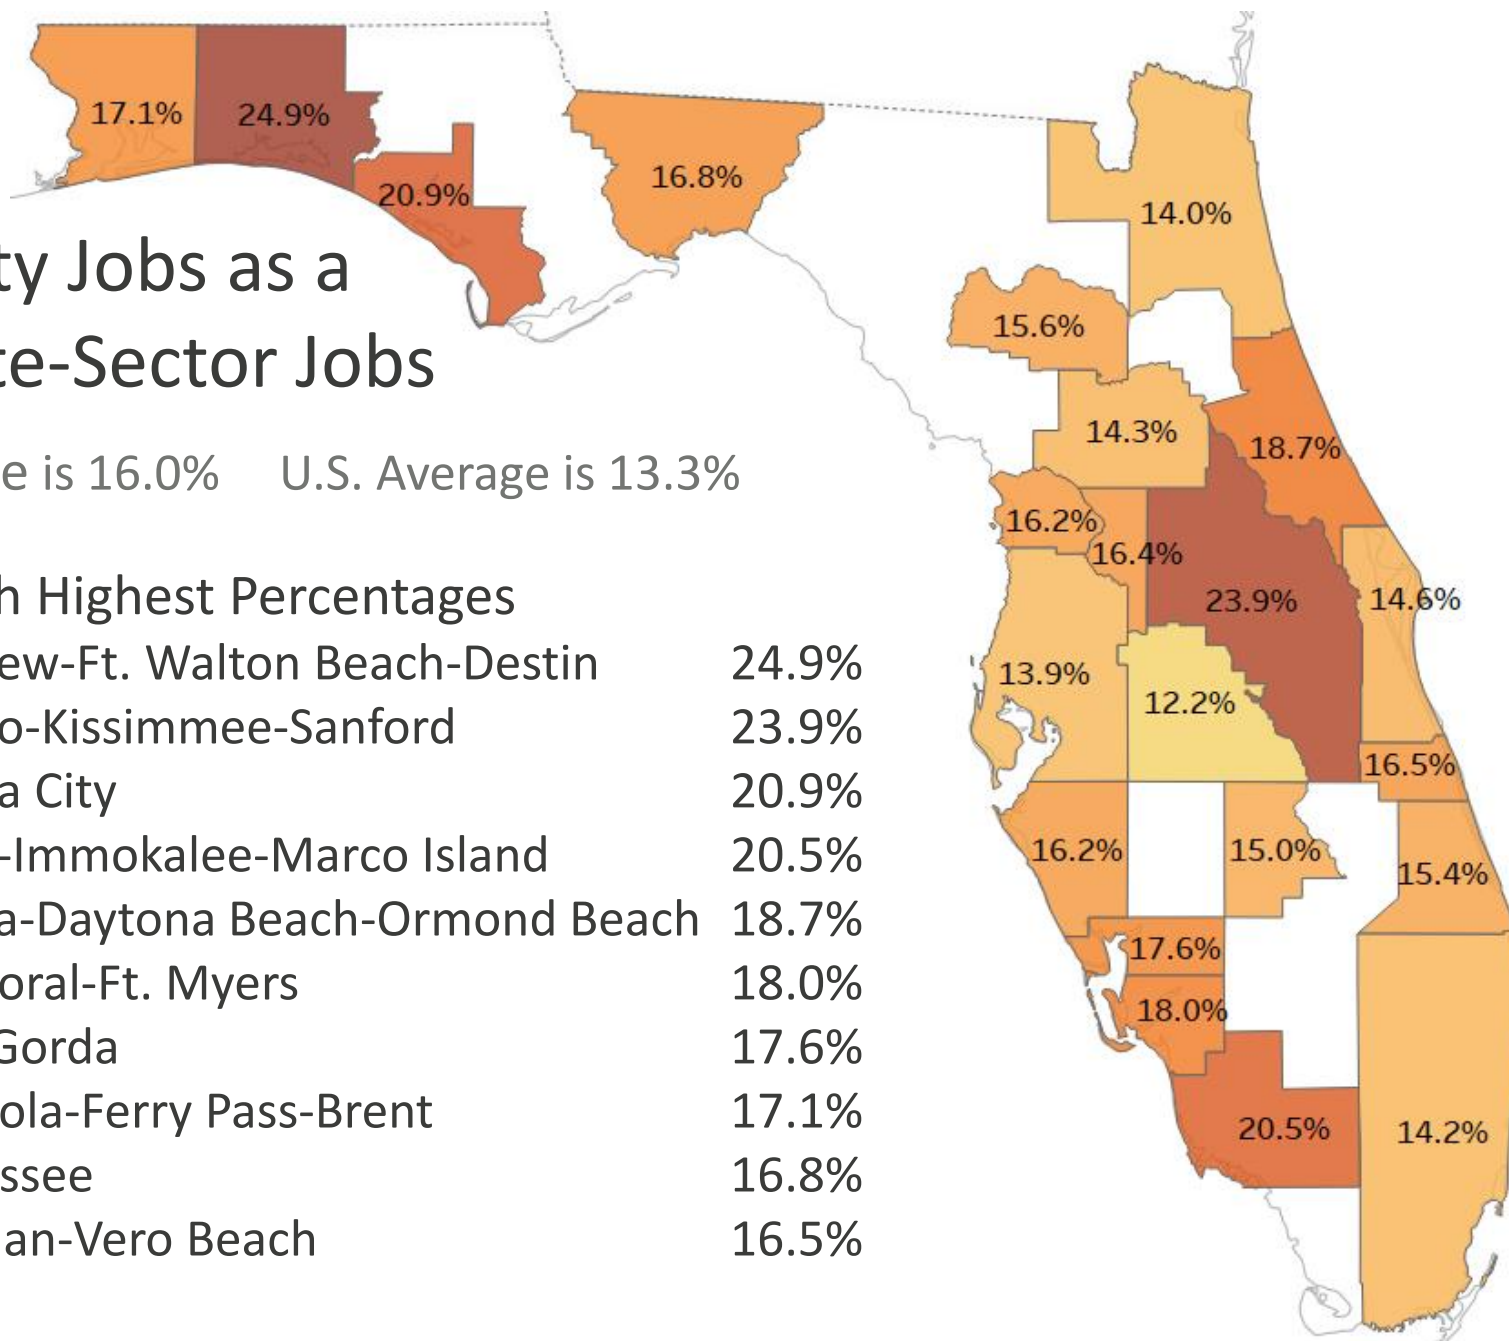 17.1%
24.9%
20.9%
16.8%
14.0%
ty Jobs as a
te-Sector Jobs
e is 16.0% U.S. Average is 13.3%
15.6%
14.3%
18.7%
16.2%
16.4%
23.9%
14.6%
13.9%
12.2%
16.5%
16.2%
15.0%
15.4%
17.6%
18.0%
20.5%
14.2%
h Highest Percentages
ew-Ft. Walton Beach-Destin 24.9%
o-Kissimmee-Sanford 23.9%
a City 20.9%
-Immokalee-Marco Island 20.5%
a-Daytona Beach-Ormond Beach 18.7%
oral-Ft. Myers 18.0%
Gorda 17.6%
ola-Ferry Pass-Brent 17.1%
ssee 16.8%
an-Vero Beach 16.5%